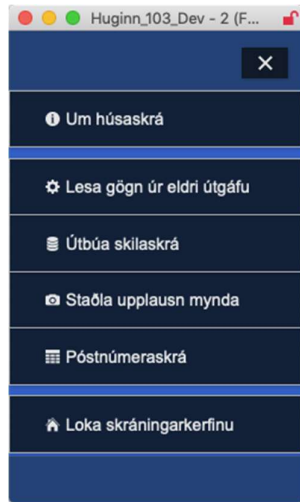 Huginn_103_Dev - 2 (F...
Um húsaskrá
Lesa gögn úr eldri útgáfu
Útbúa skilaskrá
Staðla upplausn mynda
Póstnúmeraskrá
Loka skráningarkerfinu